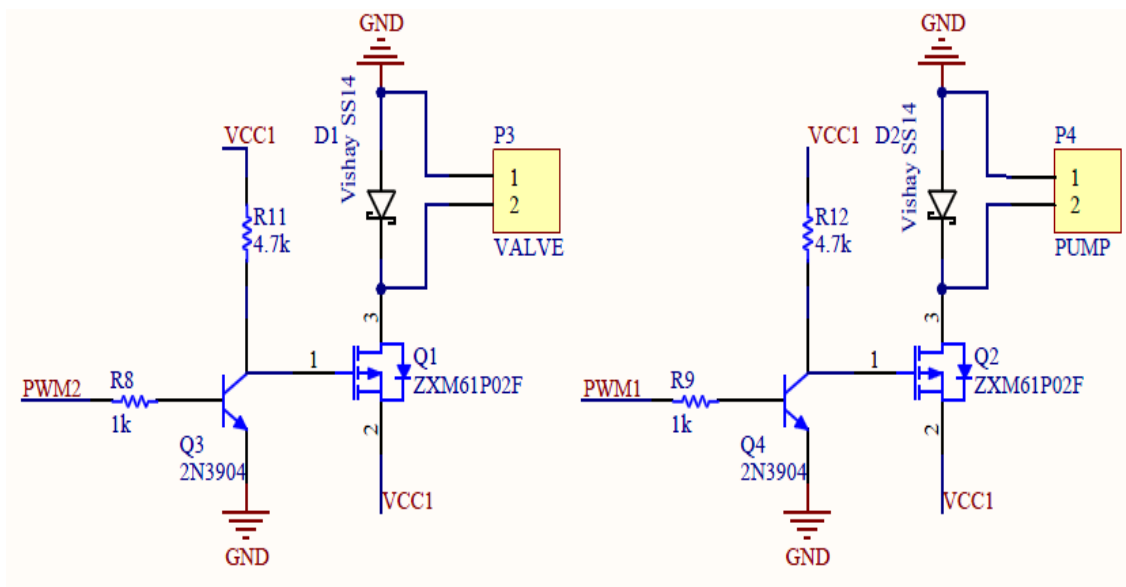 GND
GND
Vishay SS14
Vishay SS14
VCC1
D1
P3
VCC1
D2
P4
1
2
1
2
R11
4.7k
VALVE
R12
4.7k
PUMP
3
3
1
Q1
ZXM61P02F
1
Q2
ZXM61P02F
PWM2
R8
1k
PWM1
R9
1k
2
2
Q3
2N3904
Q4
2N3904
VCC1
VCC1
GND
GND